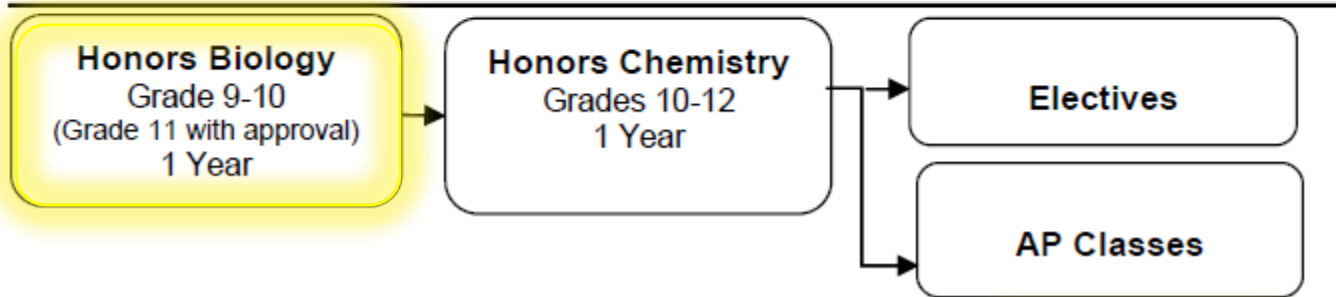 Honors Biology
Grade 9-10
(Grade 11 with approval)
1 Year
Honors Chemistry
Grades 10-12
1 Year
Electives
AP Classes